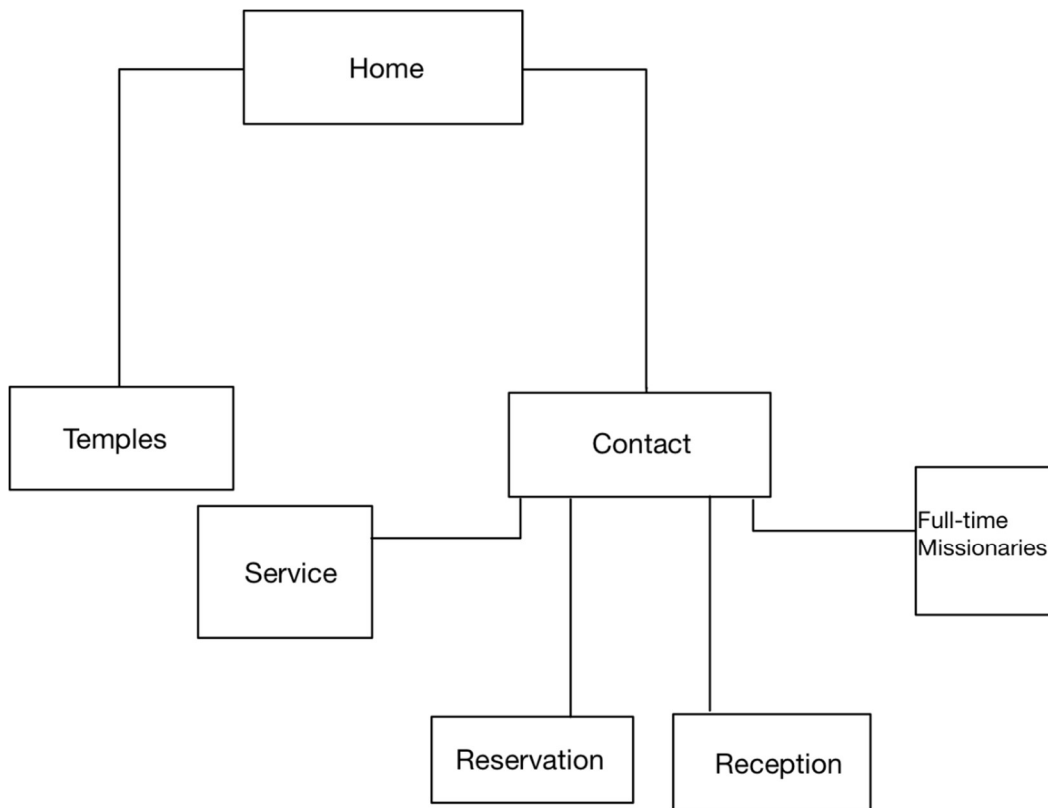 Home
Temples
Contact
Service
Full-time
Missionaries
Reservation
Reception